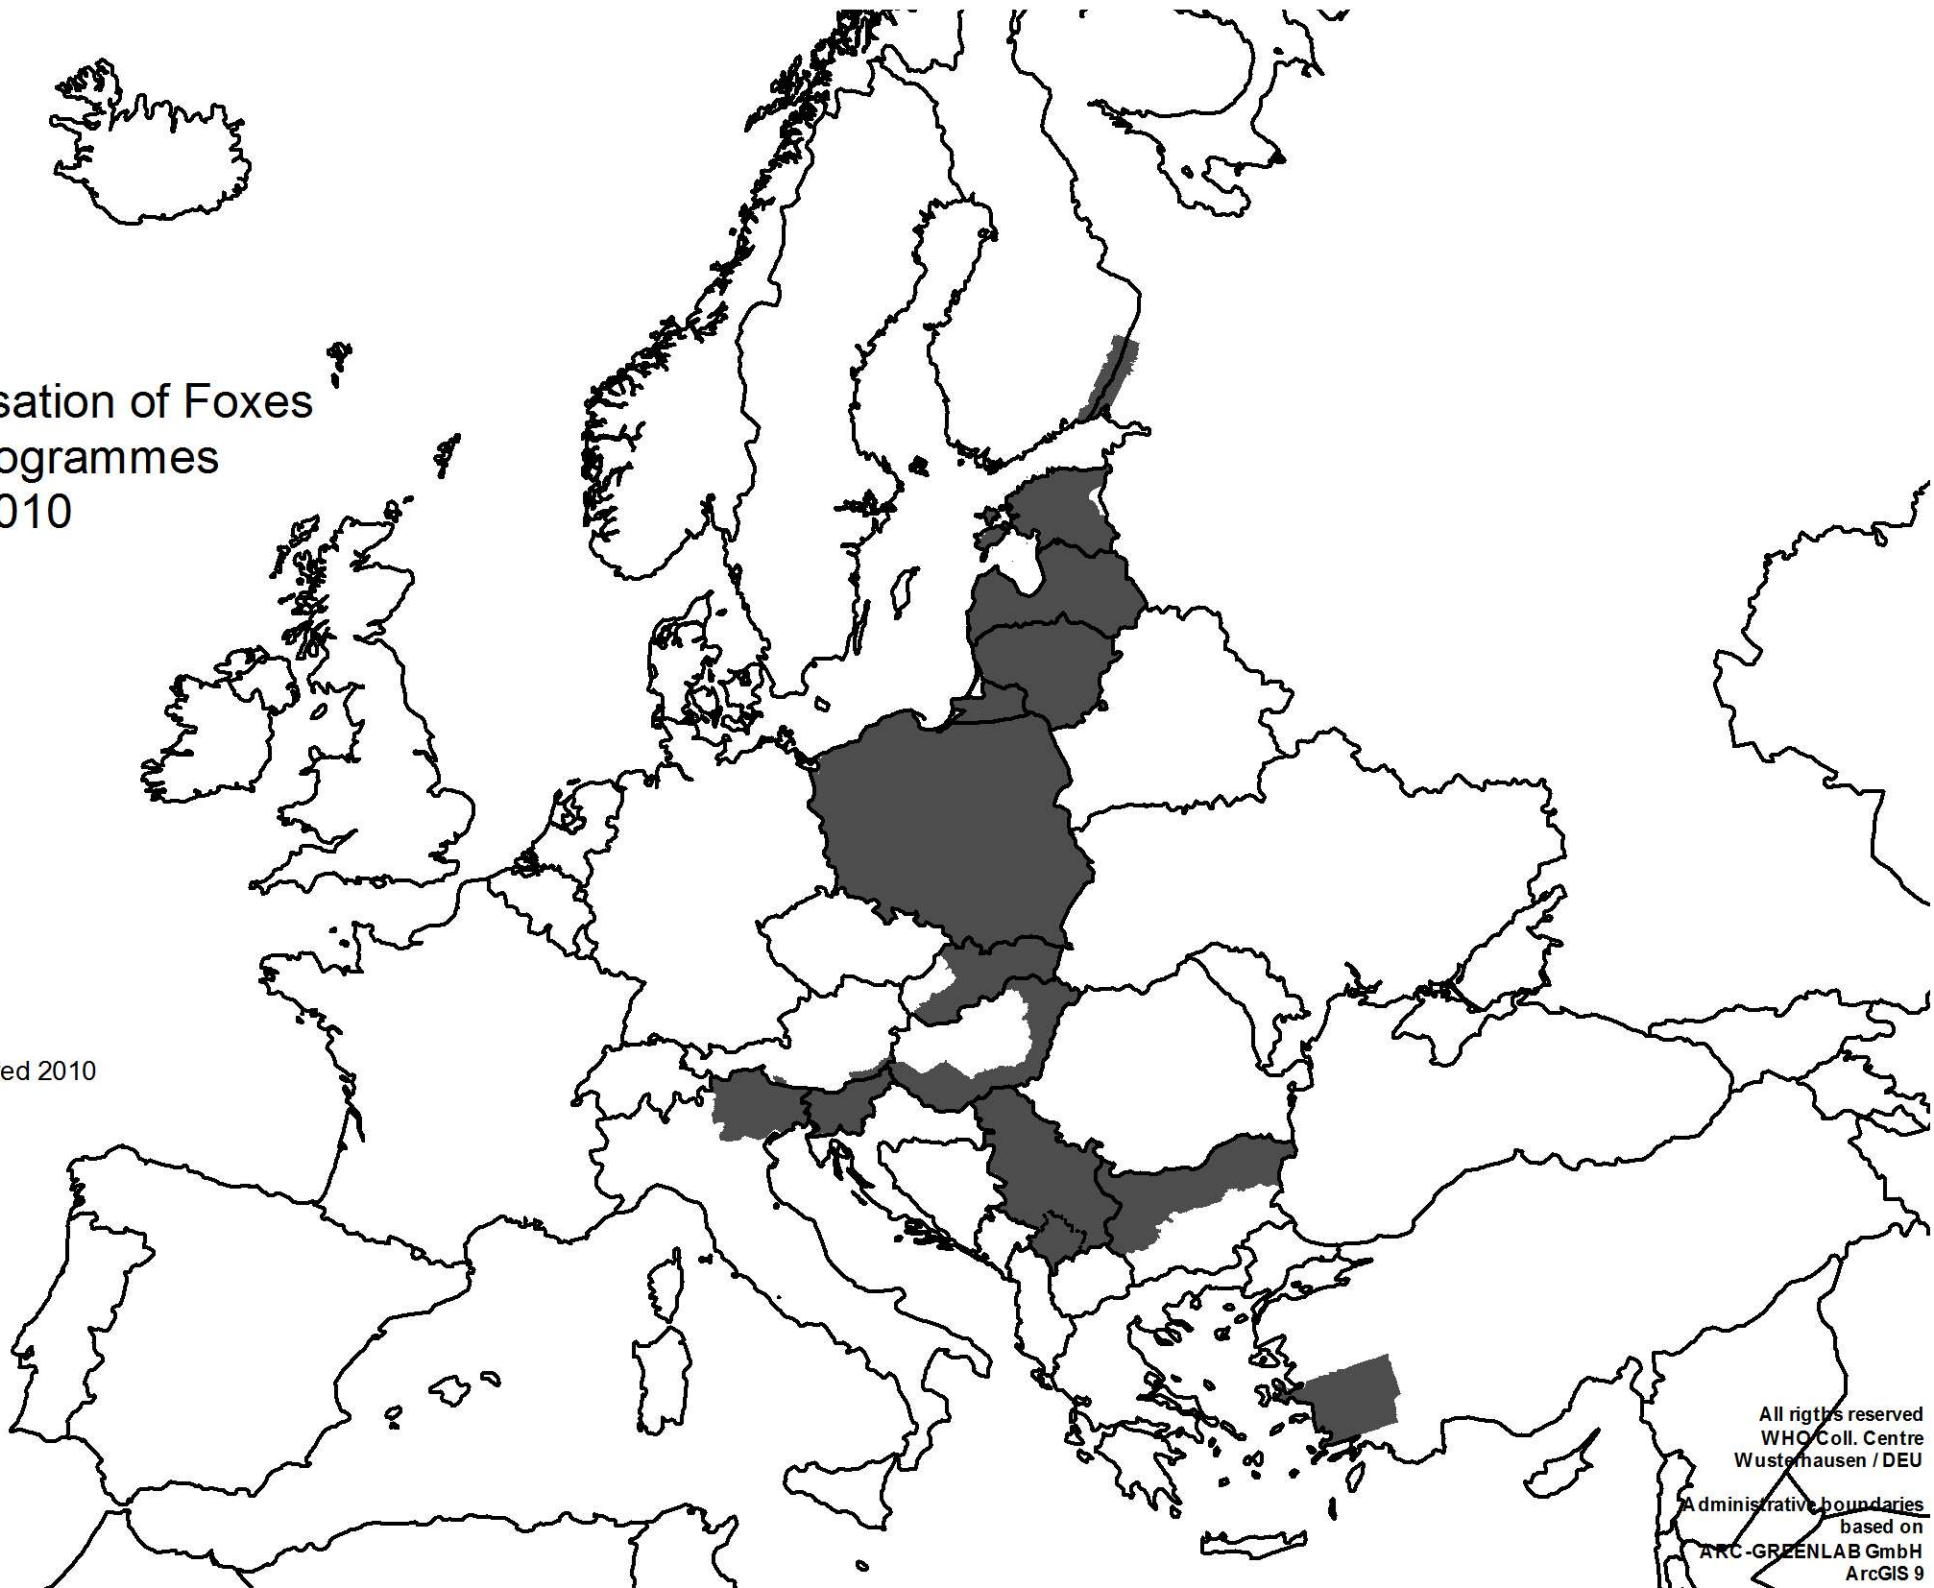 sation of Foxes
ogrammes
010
ed 2010
All rigths reserved
WHO Coll. Centre
Wusterhausen / DEU
Administrative boundaries
based on
ARC-GREENLAB GmbH
ArcGIS 9